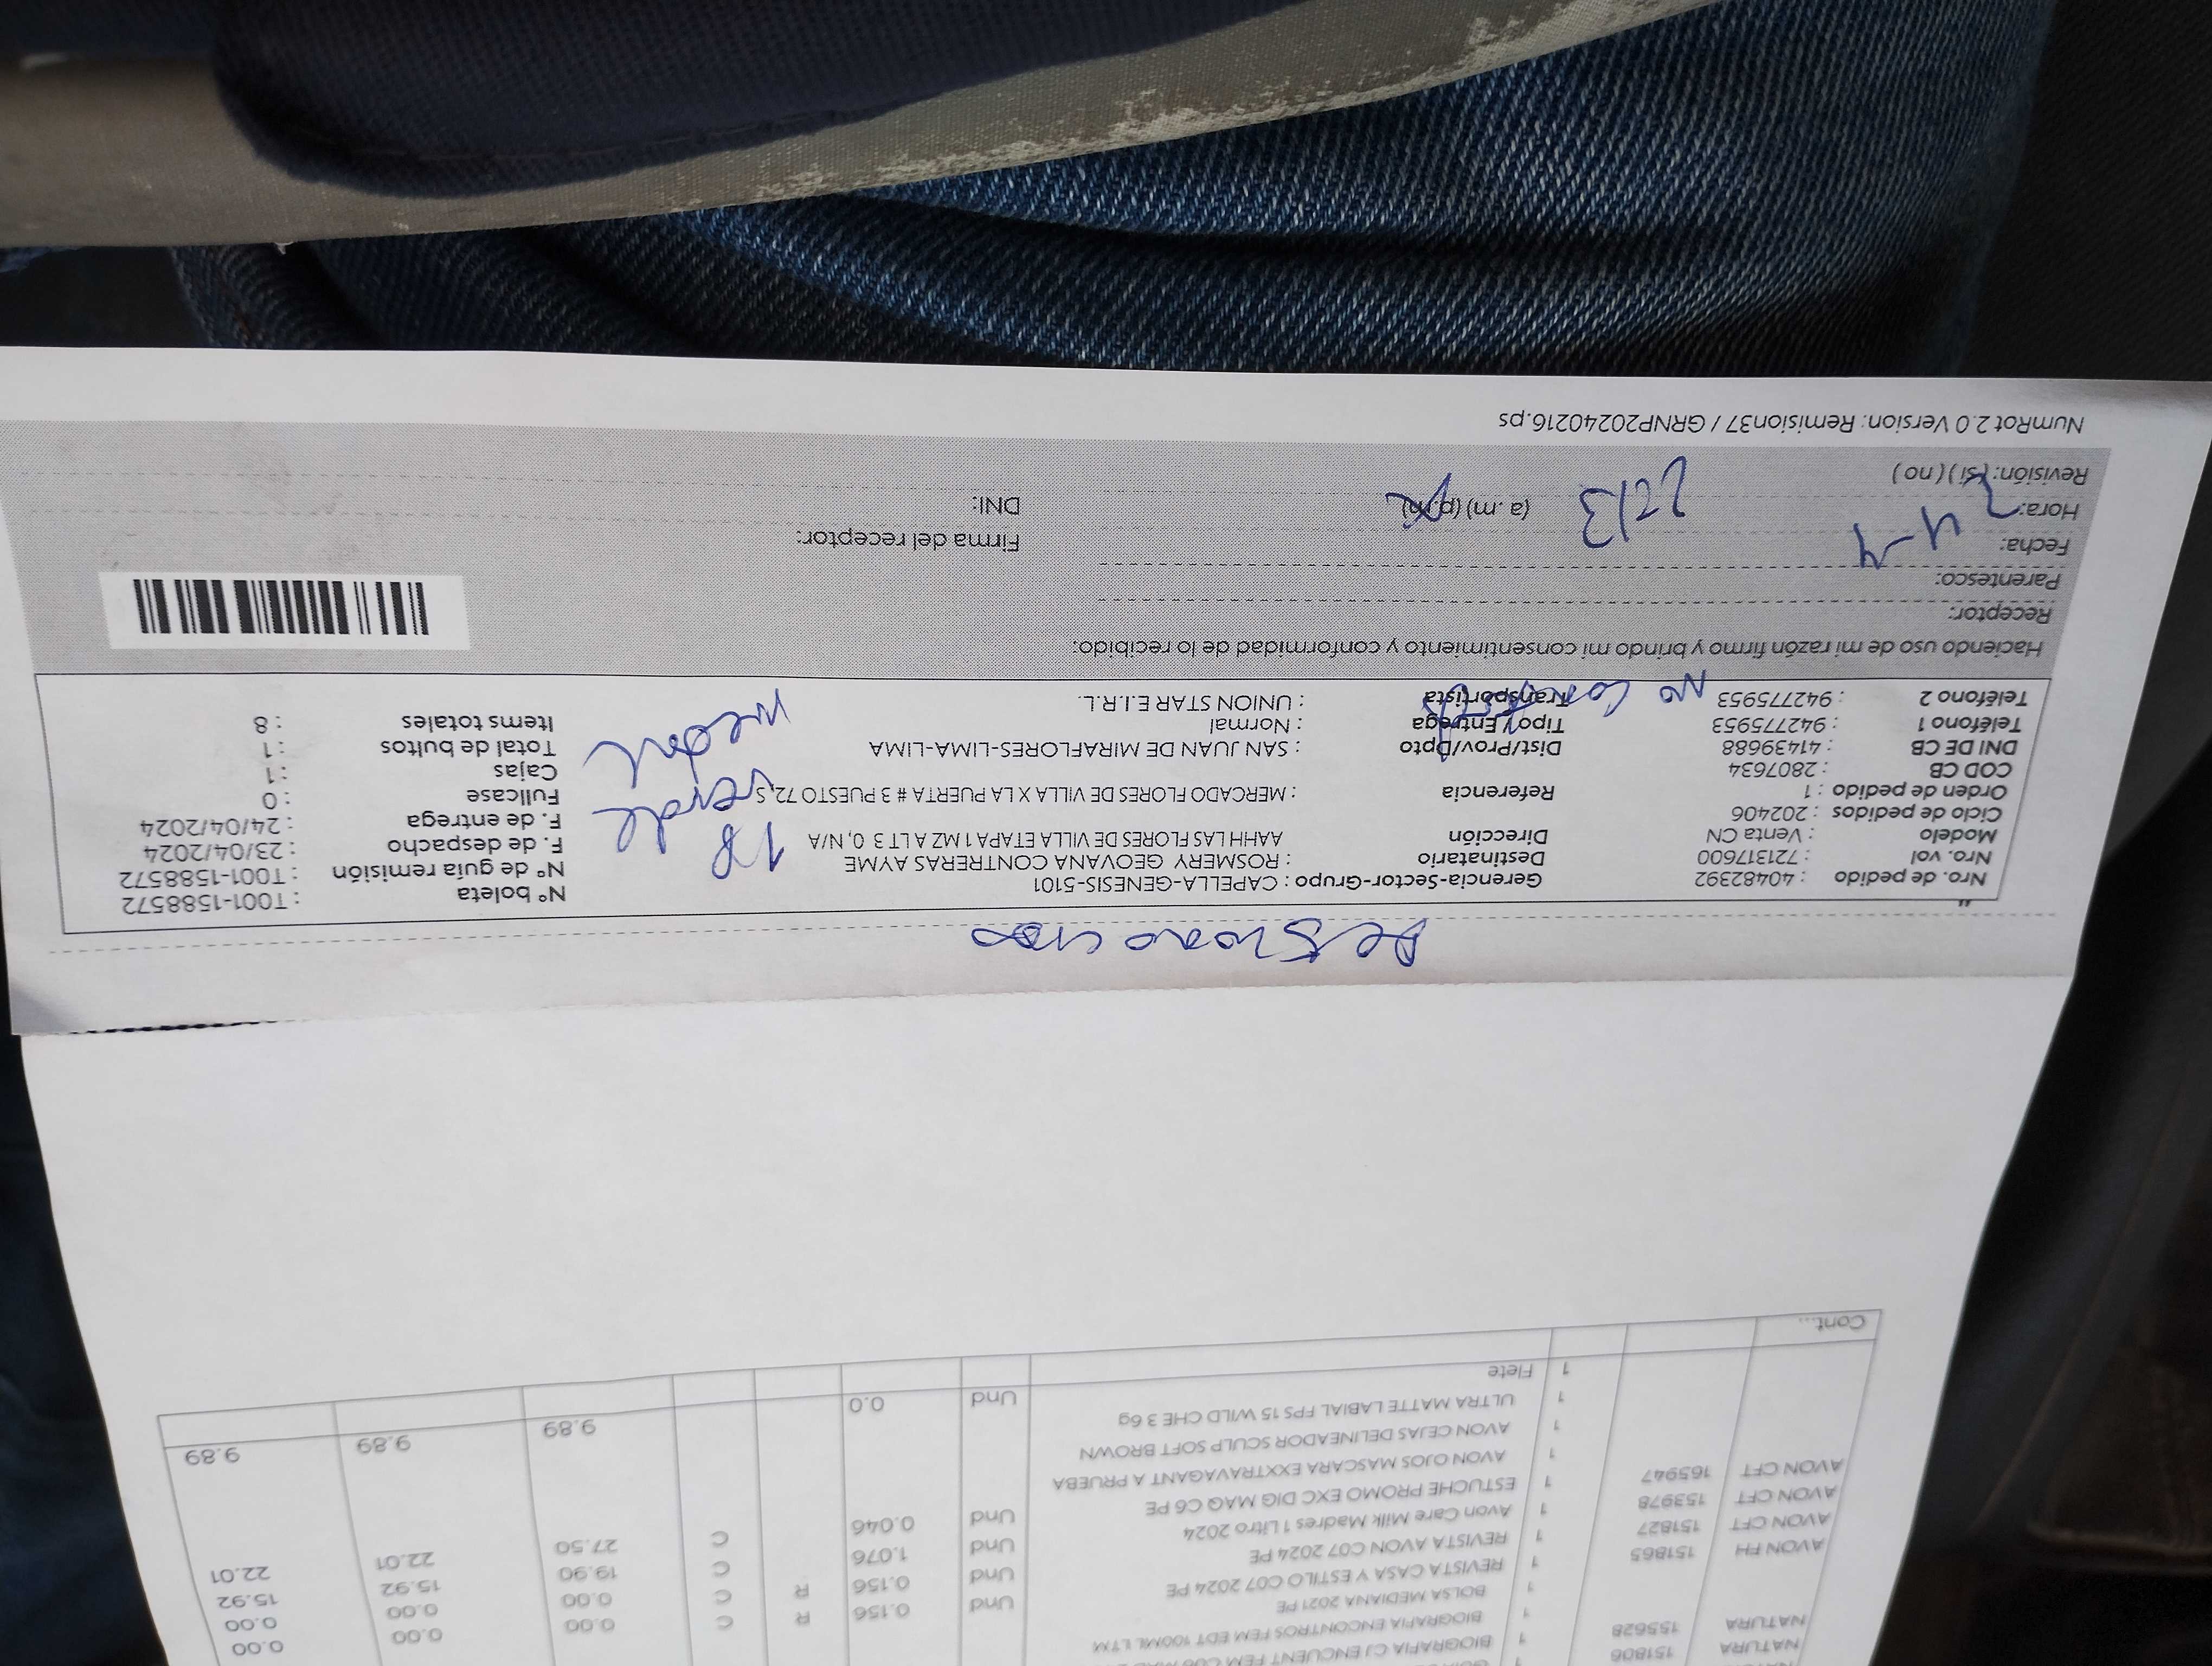 GUIA
BIOGRAFIA CJ ENCUENT FEM C06
NATURA 151806 1 BIOGRAFIA ENCONTROS FEM EDT 100ML LTM
NATURA 155628 1 BOLSA MEDIANA 2021 PE
1 REVISTA CASA Y ESTILO C07 2024 PE Und 0.156 R C 0.00 0.00 0.00
1 REVISTA AVON C07 2024 PE Und 0.156 R C 0.00 0.00 0.00
AVON FH 151865 1 Avon Care Milk Madres 1 Litro 2024 Und 1.076 C 19.90 15.92 15.92
AVON CFT 151827 1 ESTUCHE PROMO EXC DIG MAQ C6 PE Und 0.046 C 27.50 22.01 22.01
AVON CFT 153978 1 AVON OJOS MASCARA EXXTRAVAGANT A PRUEBA
AVON CFT 165947 1 AVON CEJAS DELINEADOR SCULP SOFT BROWN
1 ULTRA MATTE LABIAL FPS 15 WILD CHE 3 6g
1 Flete Und 0.0 9.89 9.89 9.89
Cont...
Desconocido
Nro. de pedido : 40482392
Nro. vol : 721317600
Modelo : Venta CN
Ciclo de pedidos : 202406
Orden de pedido : 1
COD CB : 2807634
DNI DE CB : 41439688
Teléfono 1 : 942775953
Teléfono 2 : 942775953
no contesta
Gerencia-Sector-Grupo : CAPELLA-GENESIS-5101
Destinatario : ROSMERY GEOVANA CONTRERAS AYME
Dirección AAHH LAS FLORES DE VILLA ETAPA 1 MZ A LT 3 0, N/A
Referencia : MERCADO FLORES DE VILLA X LA PUERTA # 3 PUESTO 72, S
Dist/Prov/Dpto : SAN JUAN DE MIRAFLORES-LIMA-LIMA
Tipo / Entrega : Normal
Transportista : UNION STAR E.I.R.L.
1P
verde
N° boleta : T001-1588572
N° de guia remisión : T001-1588572
F. de despacho : 23/04/2024
F. de entrega : 24/04/2024
Fullcase : 0
Cajas : 1
Total de bultos : 1
Items totales : 8
Haciendo uso de mi razón firmo y brindo mi consentimiento y conformidad de lo recibido:
Receptor:
Parentesco:
Fecha:
Hora: (a. m) (p.m)
Revisión: (si) (no)
Firma del receptor:
DNI:
NumRot 2.0 Version: Remision37 / GRNP20240216.ps